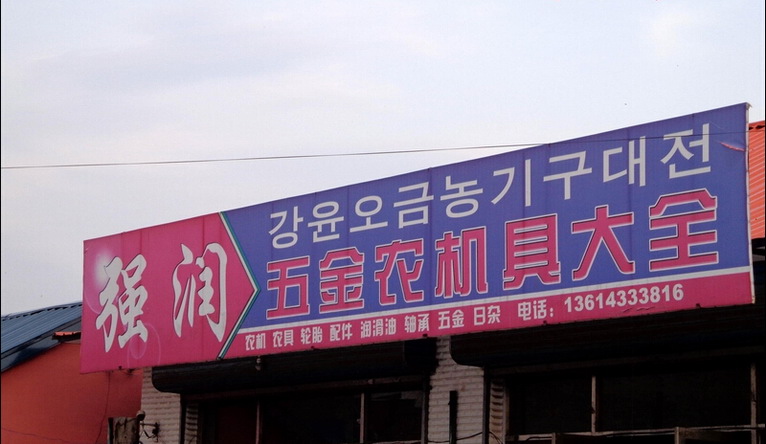 强润
강윤오금농기구대전
五金农机具大全
农机 农具 轮胎 配件 润滑油 轴承 五金 日杂 电话：13614333816